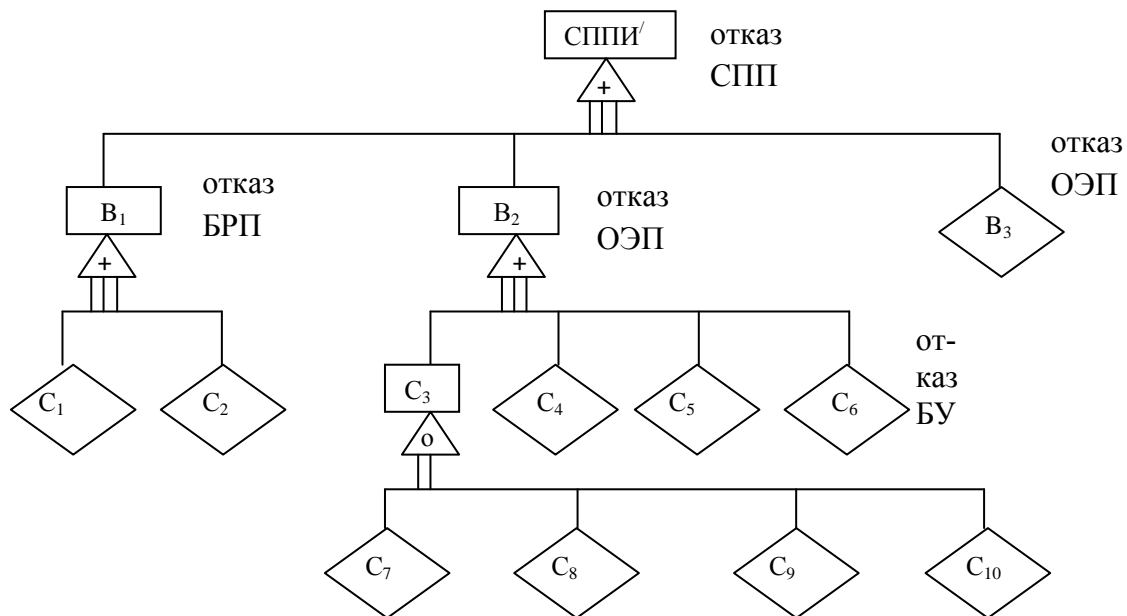 СППИ/
отказ
СПП
+
B1
отказ
БРП
B2
отказ
ОЭП
отказ
ОЭП
B3
+
+
C1
C2
C3
C4
C5
C6
от-
каз
БУ
o
C7
C8
C9
C10